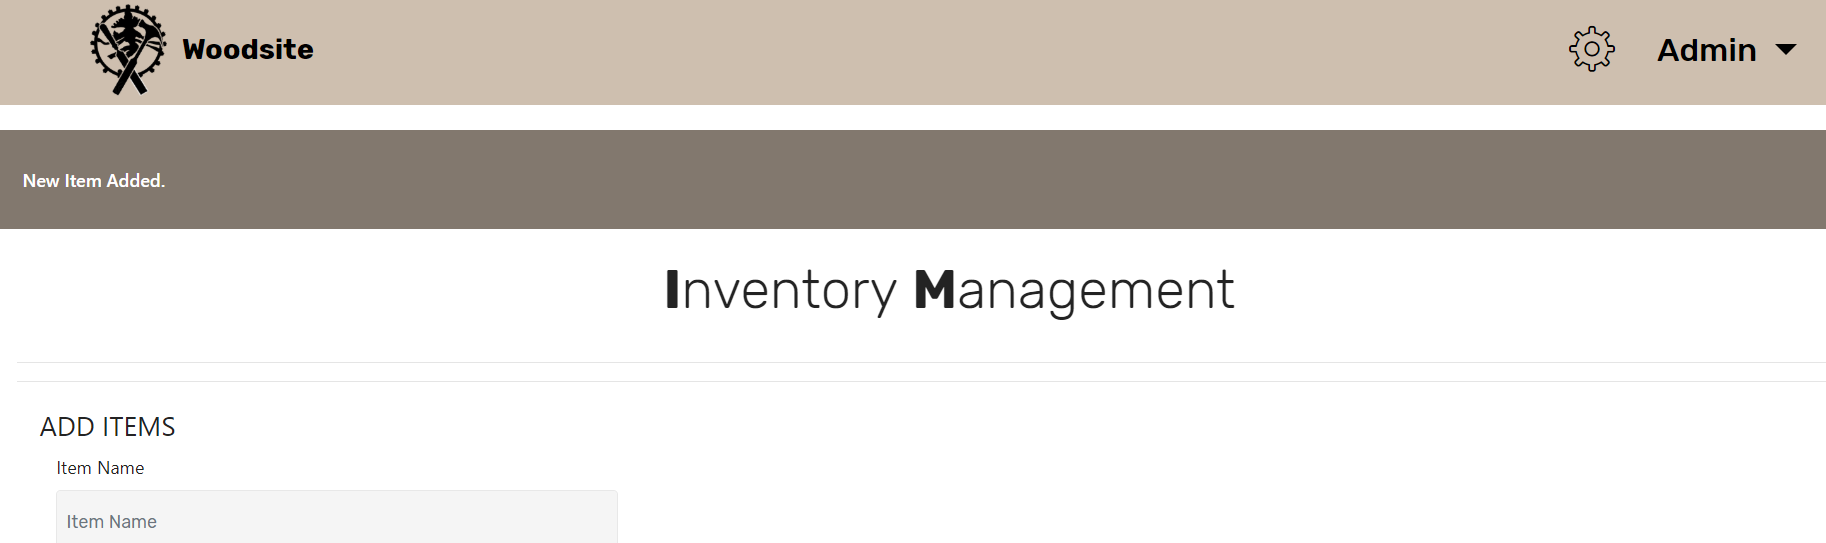 Woodsite
Admin
New Item Added.
Inventory Management
ADD ITEMS
Item Name
Item Name